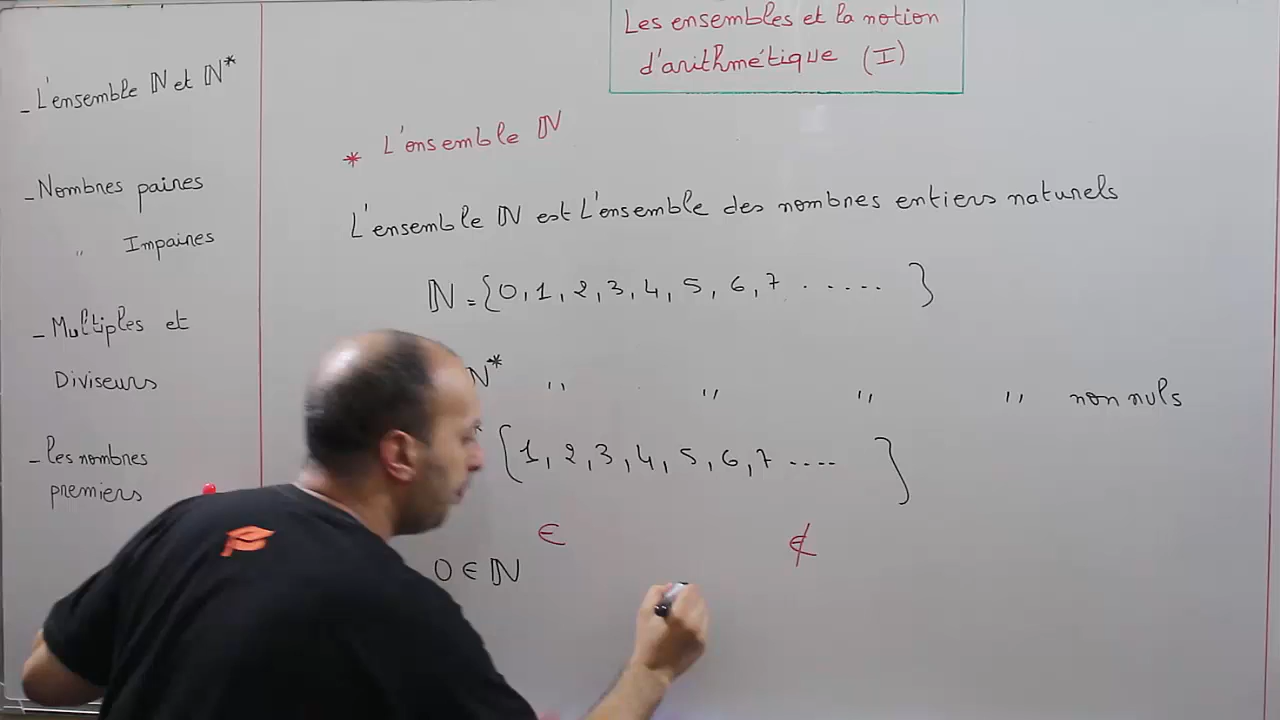 Les ensembles et la notion
d'arithmétique (I)
_ L'ensemble ℕ et ℕ*
_ Nombres paires
,, Impaires
_ Multiples et
Diviseurs
_ les nombres
premiers
* L'ensemble ℕ
L'ensemble ℕ est L'ensemble des nombres entiers naturels
ℕ = {0, 1, 2, 3, 4, 5, 6, 7 ......}
ℕ* ,, ,, ,, ,, non nuls
* {1, 2, 3, 4, 5, 6, 7 ....}
∈ ∉
0 ∈ ℕ